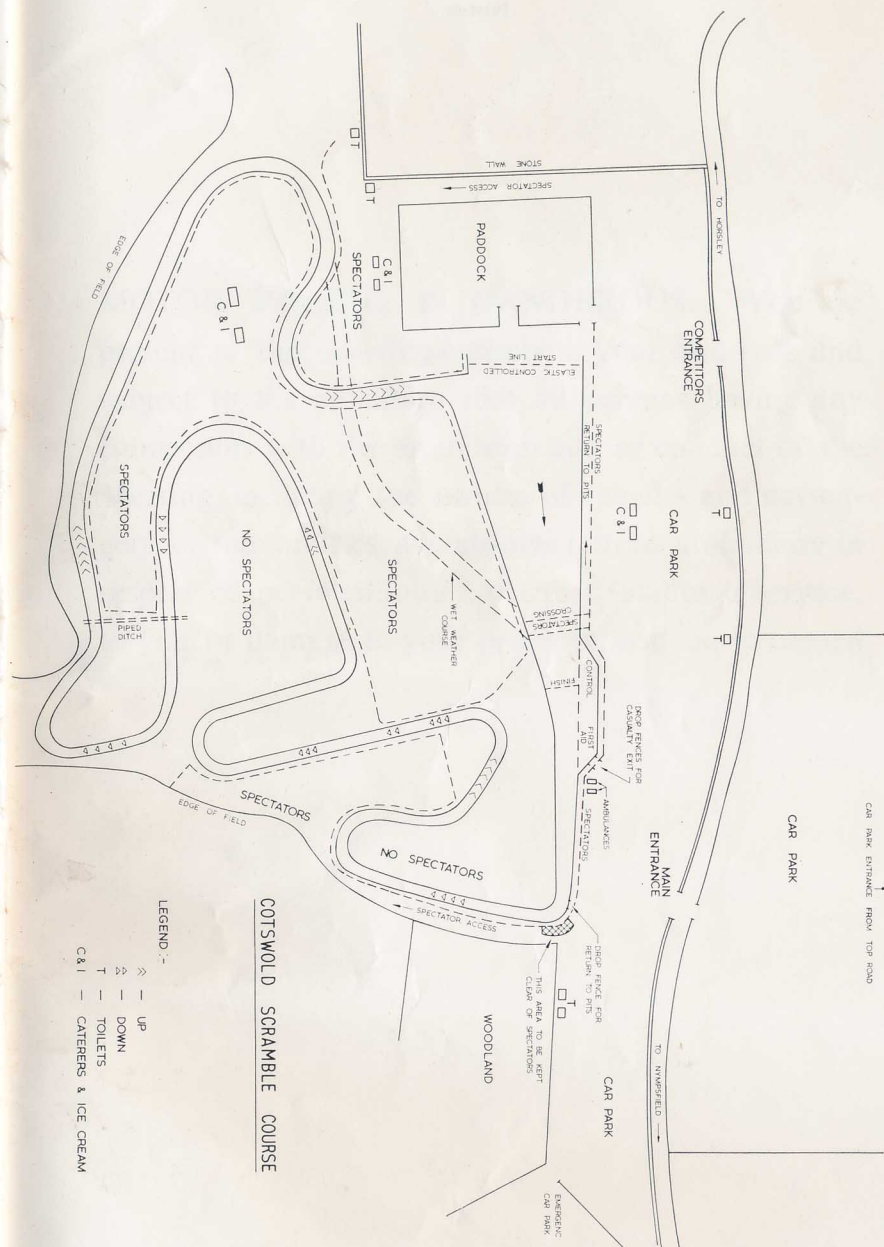 CAR PARK ENTRANCE FROM TOP ROAD
CAR PARK
TO HORSLEY
COMPETITORS
ENTRANCE
CAR PARK
MAIN
ENTRANCE
TO NYMPSFIELD
CAR PARK
T
T
C & I
STONE WALL
SPECTATOR ACCESS
PADDOCK
T
T
C & I
SPECTATORS
ELASTIC CONTROLLED
START LINE
SPECTATORS
RETURN TO PITS
SPECTATORS
CROSSING
CONTROL
FINISH
FIRST
AID
DROP FENCES FOR
CASUALTY EXIT
AMBULANCES
SPECTATORS
DROP FENCE FOR
RETURN TO PITS
THIS AREA TO BE KEPT
CLEAR OF SPECTATORS
T
EMERGENC
CAR PARK
WOODLAND
EDGE OF FIELD
C & I
SPECTATORS
NO SPECTATORS
SPECTATORS
WET WEATHER
COURSE
PIPED
DITCH
SPECTATORS
EDGE OF FIELD
NO SPECTATORS
SPECTATOR ACCESS
COTSWOLD SCRAMBLE COURSE
LEGEND :-
>> — UP
▷▷ — DOWN
T — TOILETS
C & I — CATERERS & ICE CREAM